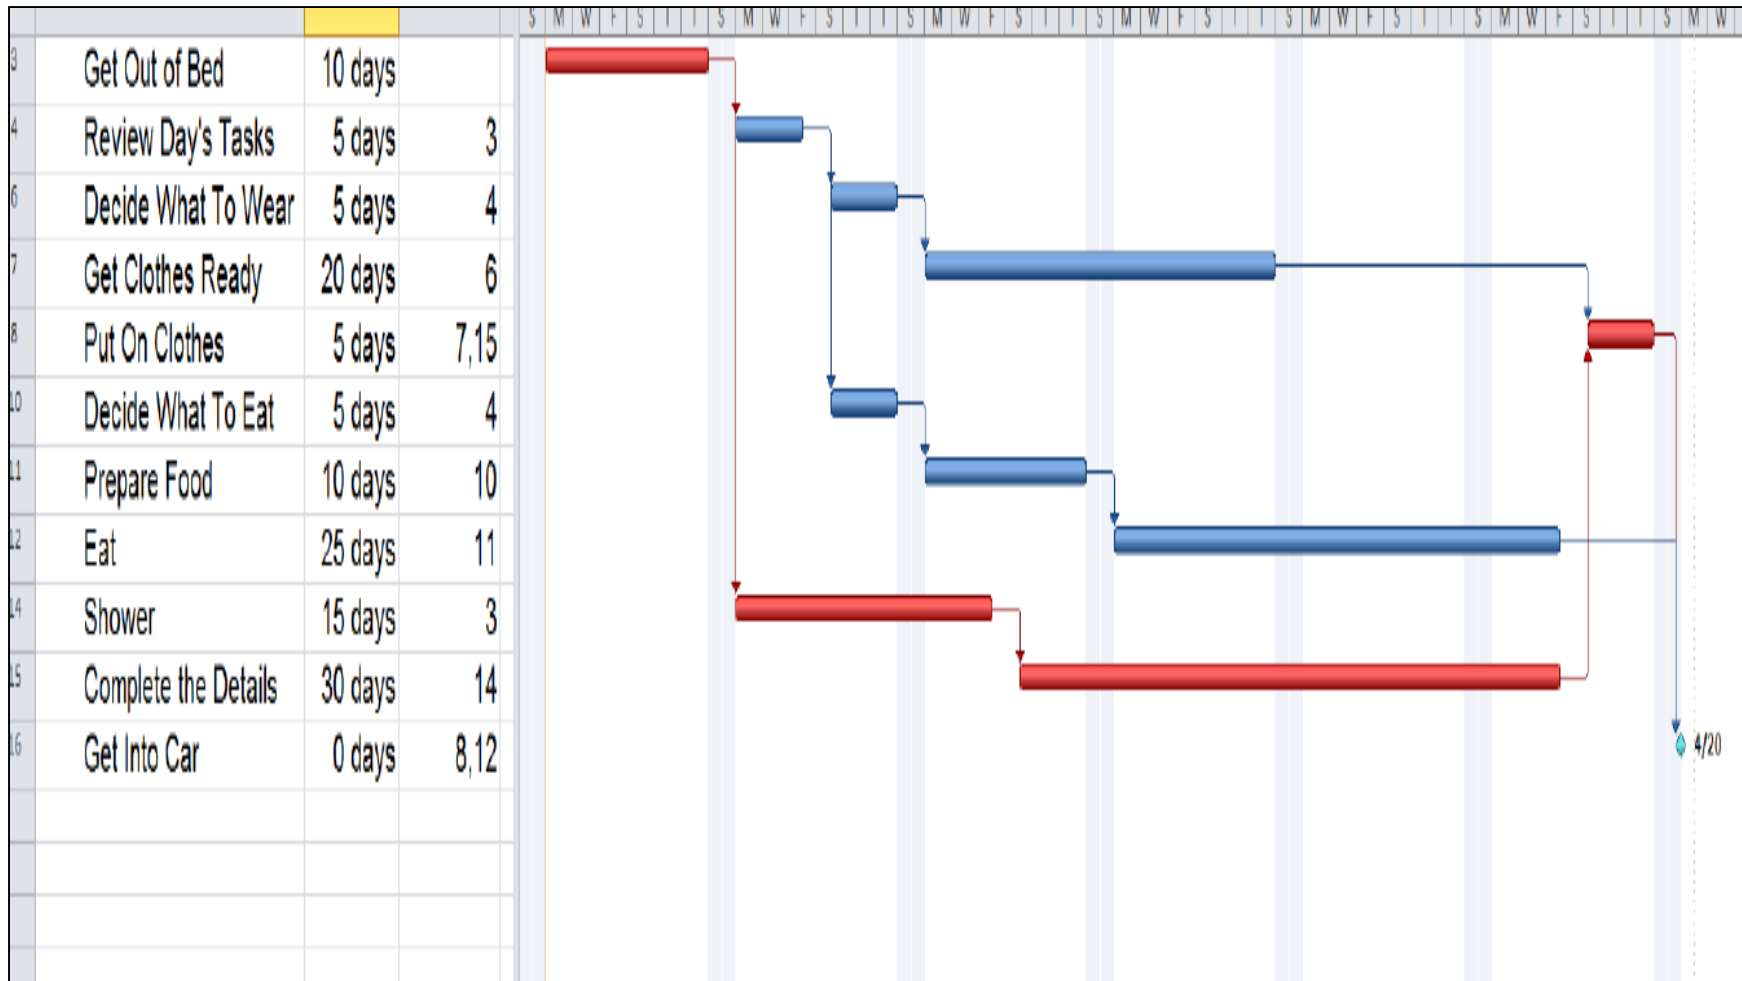 S M W F S T T S M W F S T T S M W F S T T S M W F S T T S M W F S T T S M W F S T T S M W
3 Get Out of Bed 10 days
4 Review Day's Tasks 5 days 3
6 Decide What To Wear 5 days 4
7 Get Clothes Ready 20 days 6
8 Put On Clothes 5 days 7,15
10 Decide What To Eat 5 days 4
11 Prepare Food 10 days 10
12 Eat 25 days 11
14 Shower 15 days 3
15 Complete the Details 30 days 14
16 Get Into Car 0 days 8,12
4/20